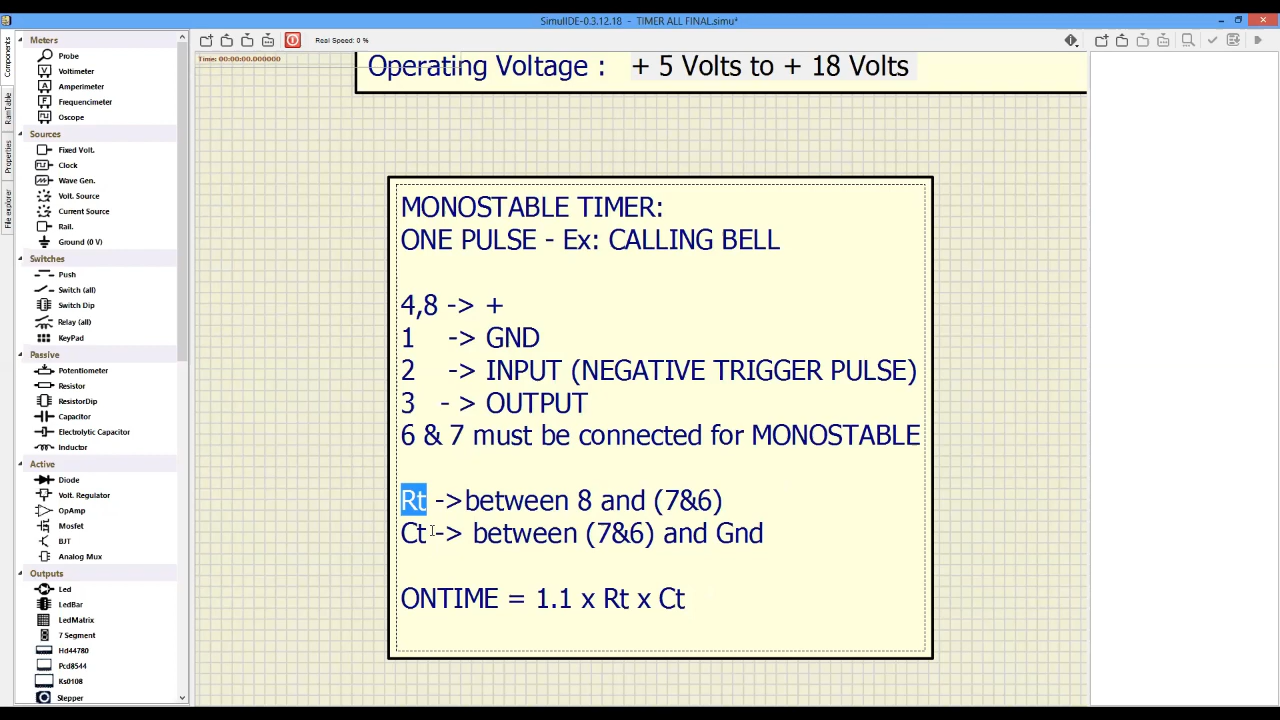 SimulIDE-0.3.12.18 - TIMER ALL FINAL.simu*
Components
RamTable
Properties
File explorer
Meters
Probe
Voltimeter
Amperimeter
Frequencimeter
Oscope
Sources
Fixed Volt.
Clock
Wave Gen.
Volt. Source
Current Source
Rail.
Ground (0 V)
Switches
Push
Switch (all)
Switch Dip
Relay (all)
KeyPad
Passive
Potentiometer
Resistor
ResistorDip
Capacitor
Electrolytic Capacitor
Inductor
Active
Diode
Volt. Regulator
OpAmp
Mosfet
BJT
Analog Mux
Outputs
Led
LedBar
LedMatrix
7 Segment
Hd44780
Pcd8544
Ks0108
Stepper
Real Speed: 0 %
Time: 00:00:00.000000
Operating Voltage : + 5 Volts to + 18 Volts
MONOSTABLE TIMER:
ONE PULSE - Ex: CALLING BELL
4,8 -> +
1 -> GND
2 -> INPUT (NEGATIVE TRIGGER PULSE)
3 - > OUTPUT
6 & 7 must be connected for MONOSTABLE
Rt ->between 8 and (7&6)
Ct -> between (7&6) and Gnd
ONTIME = 1.1 x Rt x Ct